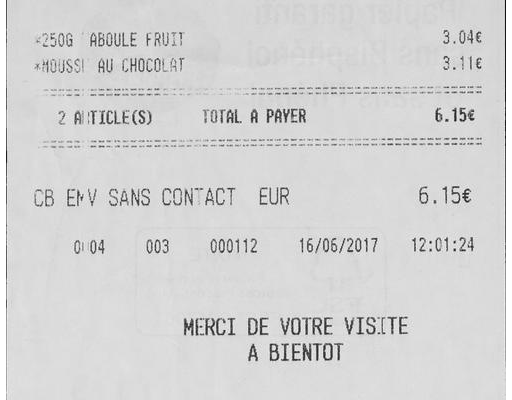 *250G TABOULE FRUIT 3.04€
*MOUSSE AU CHOCOLAT 3.11€
2 ARTICLE(S) TOTAL A PAYER 6.15€
CB EMV SANS CONTACT EUR 6.15€
0004 003 000112 16/06/2017 12:01:24
MERCI DE VOTRE VISITE
A BIENTOT